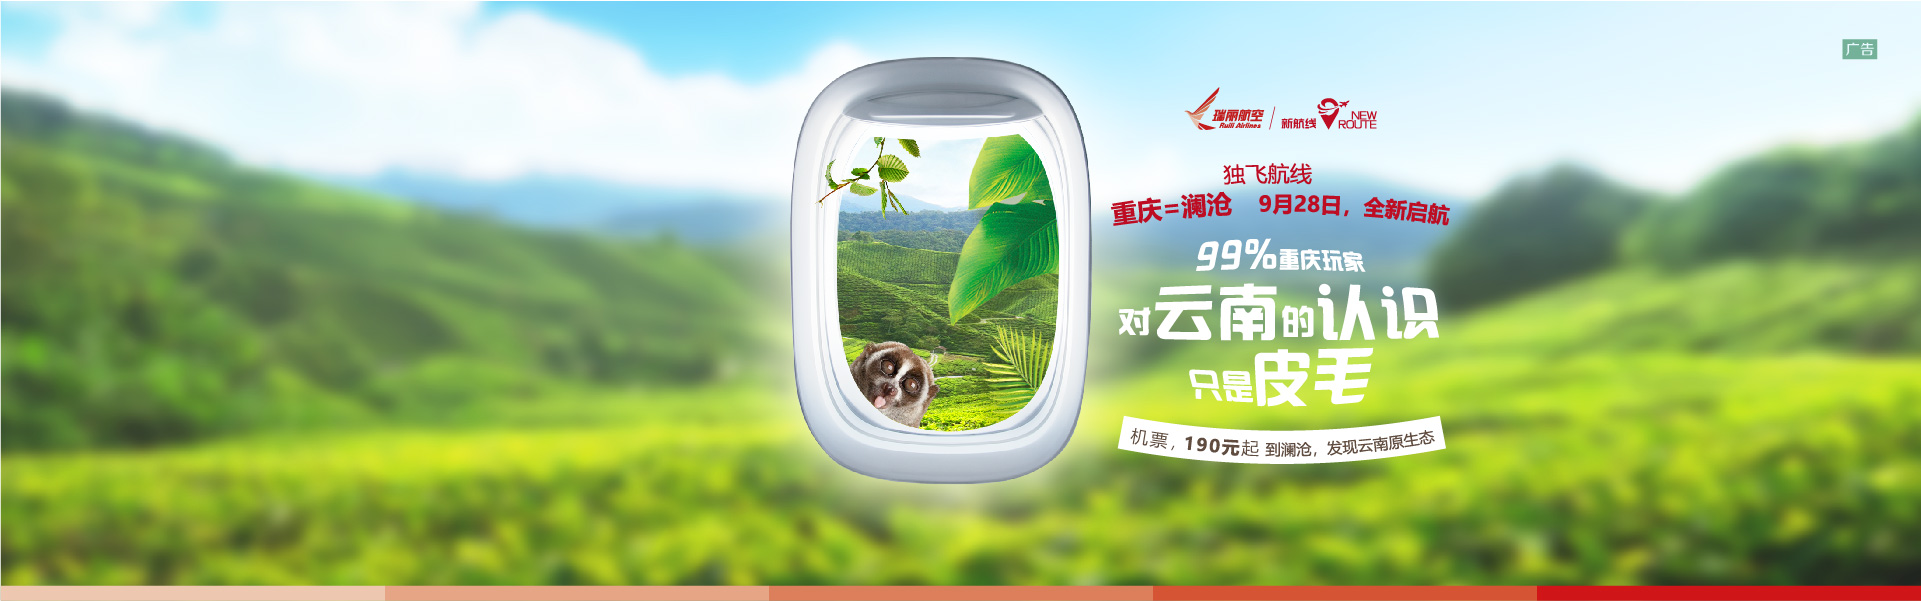 广告
瑞丽航空 Ruili Airlines 新航线 NEW ROUTE
独飞航线
重庆=澜沧 9月28日，全新启航
99%重庆玩家
对云南的认识
只是皮毛
机票，190元起 到澜沧，发现云南原生态